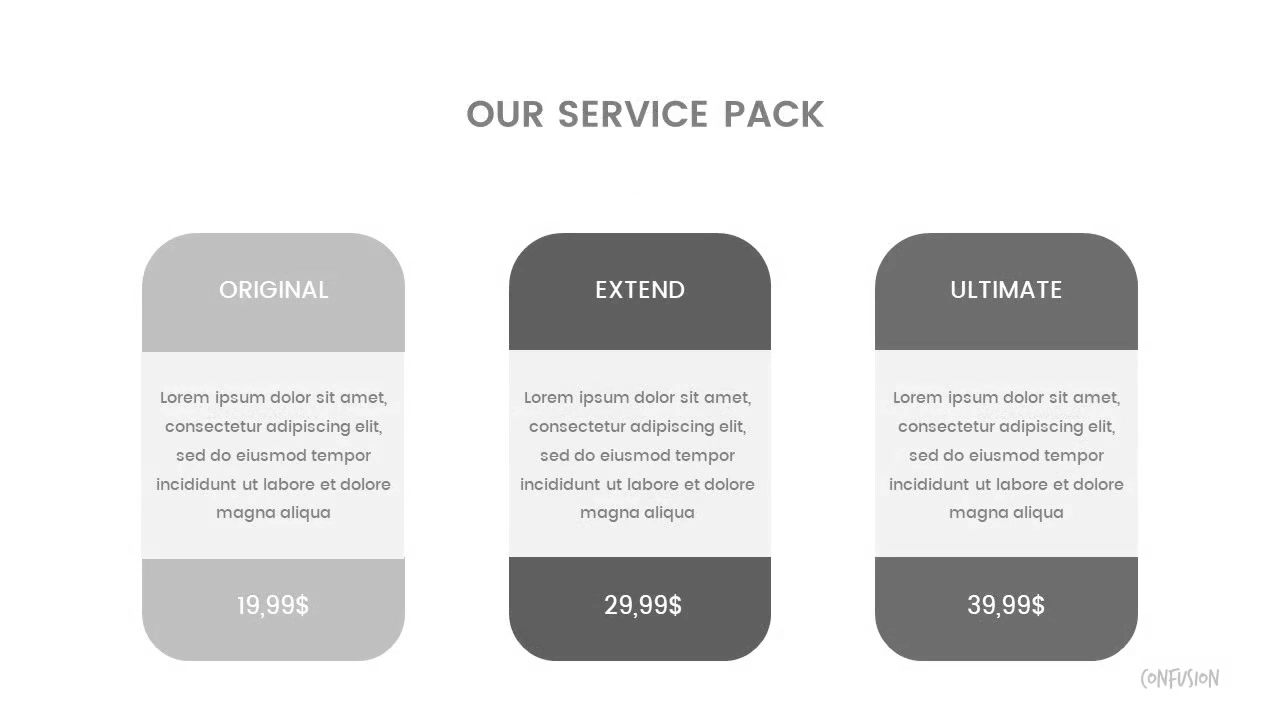 OUR SERVICE PACK
ORIGINAL
Lorem ipsum dolor sit amet,
consectetur adipiscing elit,
sed do eiusmod tempor
incididunt ut labore et dolore
magna aliqua
19,99$
EXTEND
Lorem ipsum dolor sit amet,
consectetur adipiscing elit,
sed do eiusmod tempor
incididunt ut labore et dolore
magna aliqua
29,99$
ULTIMATE
Lorem ipsum dolor sit amet,
consectetur adipiscing elit,
sed do eiusmod tempor
incididunt ut labore et dolore
magna aliqua
39,99$
CONFUSION